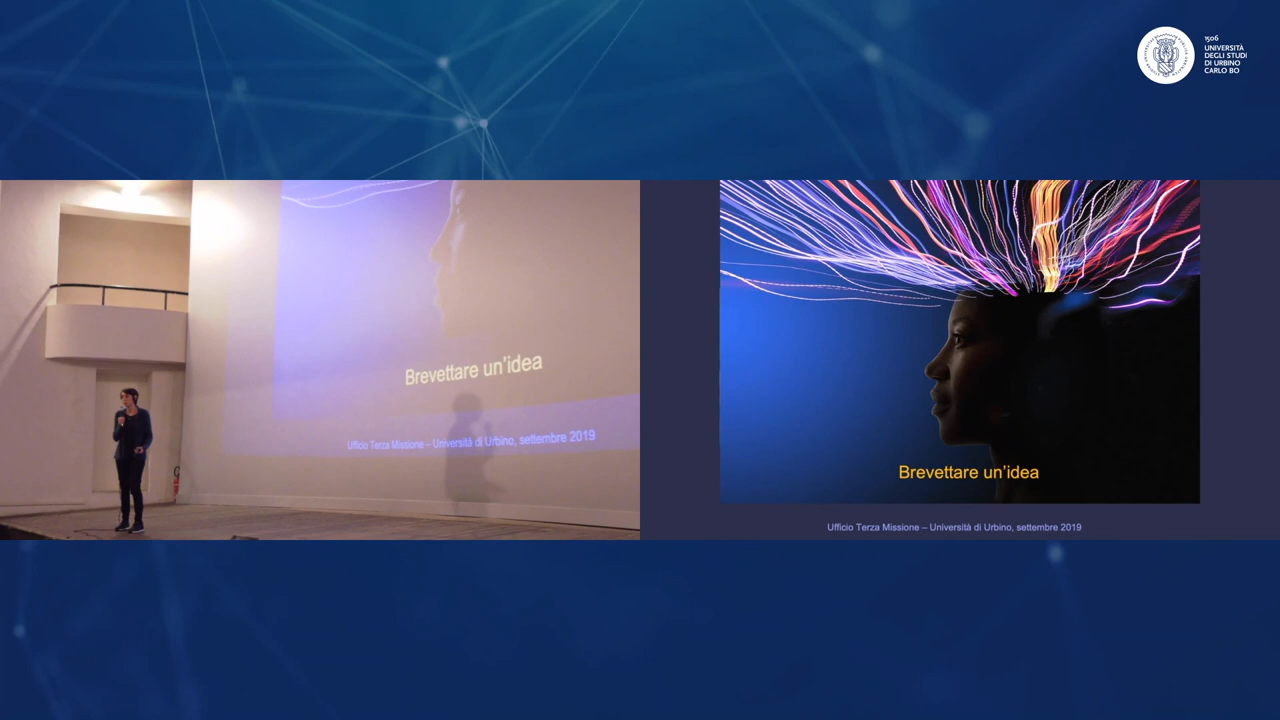 1506
UNIVERSITÀ
DEGLI STUDI
DI URBINO
CARLO BO
Brevettare un'idea
Ufficio Terza Missione – Università di Urbino, settembre 2019
Brevettare un'idea
Ufficio Terza Missione – Università di Urbino, settembre 2019